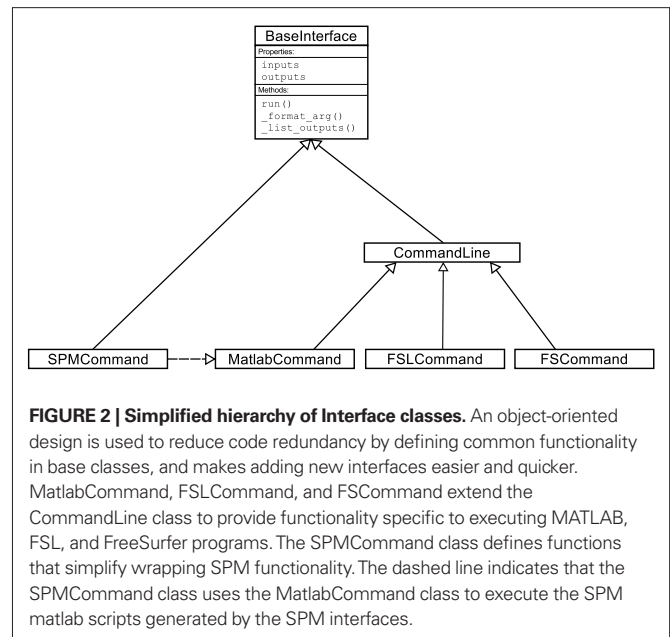 BaseInterface
Properties:
inputs
outputs
Methods:
run()
_format_arg()
_list_outputs()
CommandLine
SPMCommand
MatlabCommand
FSLCommand
FSCommand
FIGURE 2 | Simplified hierarchy of Interface classes. An object-oriented
design is used to reduce code redundancy by defining common functionality
in base classes, and makes adding new interfaces easier and quicker.
MatlabCommand, FSLCommand, and FSCommand extend the
CommandLine class to provide functionality specific to executing MATLAB,
FSL, and FreeSurfer programs. The SPMCommand class defines functions
that simplify wrapping SPM functionality. The dashed line indicates that the
SPMCommand class uses the MatlabCommand class to execute the SPM
matlab scripts generated by the SPM interfaces.